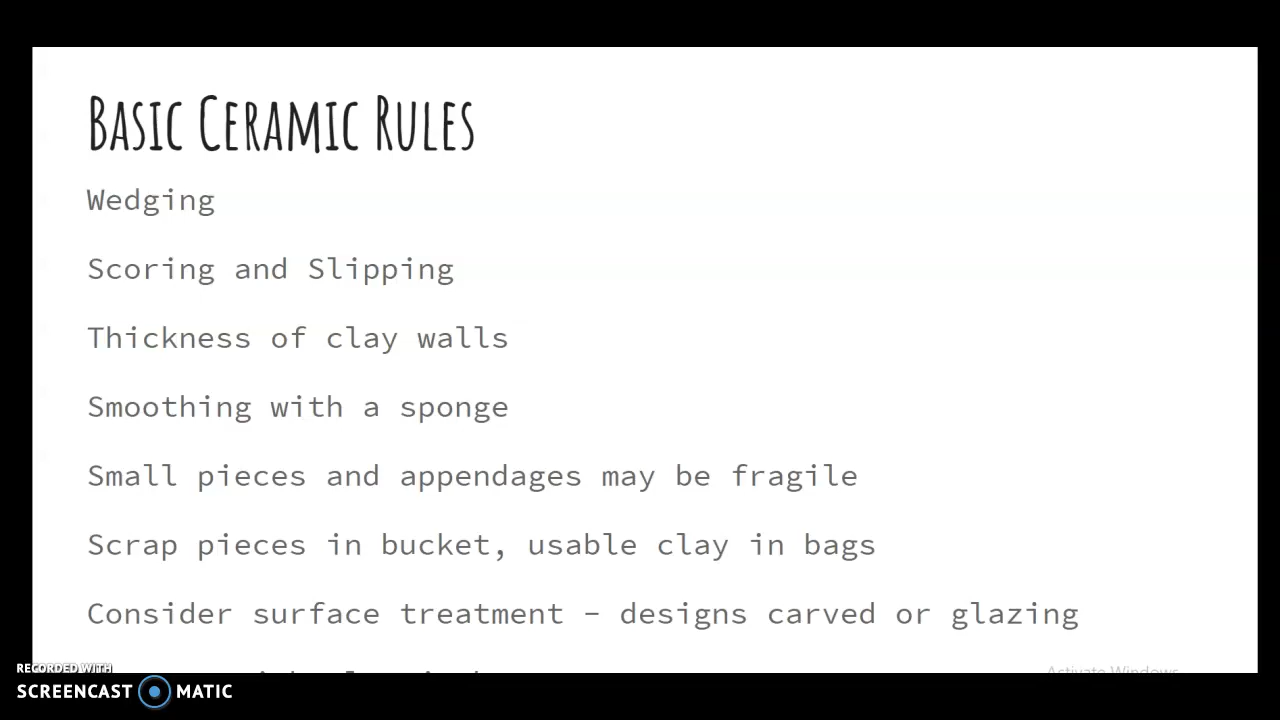 Basic Ceramic Rules
Wedging
Scoring and Slipping
Thickness of clay walls
Smoothing with a sponge
Small pieces and appendages may be fragile
Scrap pieces in bucket, usable clay in bags
Consider surface treatment – designs carved or glazing
Activate Windows
RECORDED WITH
SCREENCAST MATIC